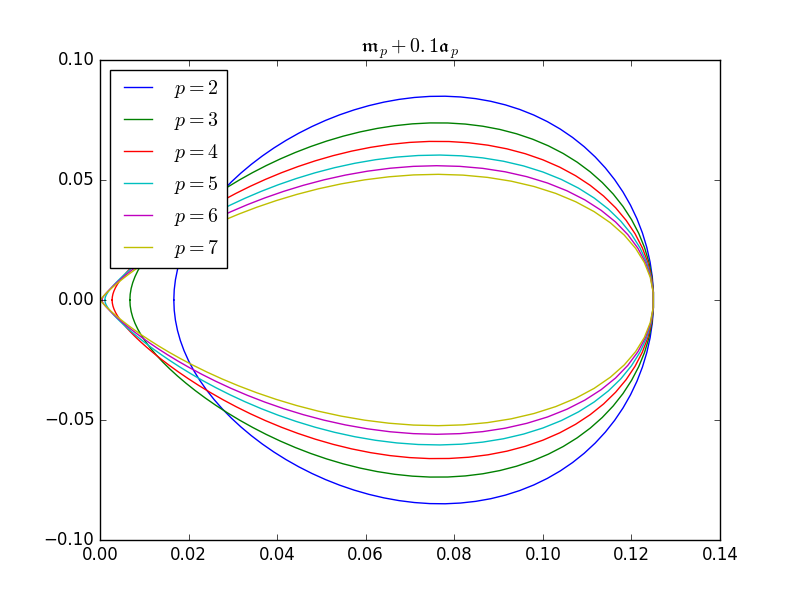 𝔪_p + 0.1𝔞_p
0.10
0.05
0.00
−0.05
−0.10
p = 2
p = 3
p = 4
p = 5
p = 6
p = 7
0.00 0.02 0.04 0.06 0.08 0.10 0.12 0.14